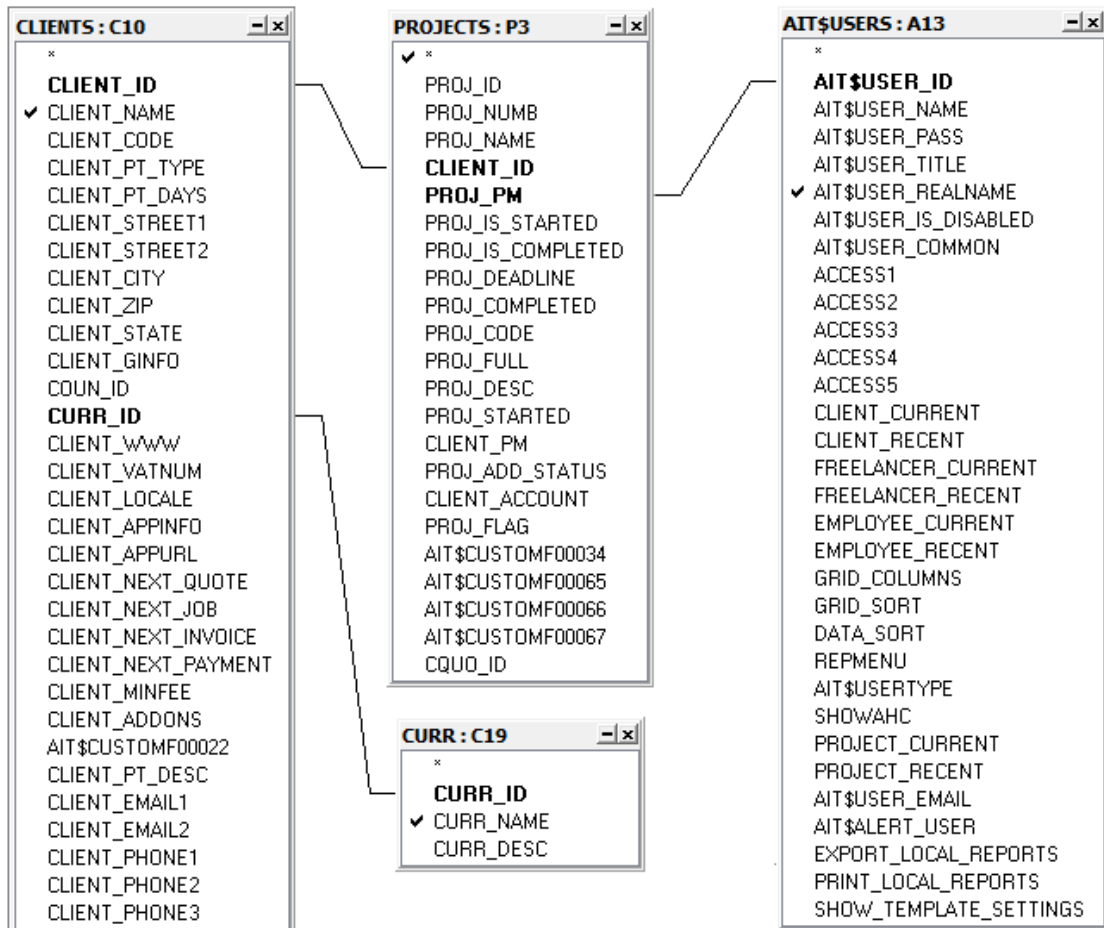 CLIENTS : C10
*
CLIENT_ID
CLIENT_NAME
CLIENT_CODE
CLIENT_PT_TYPE
CLIENT_PT_DAYS
CLIENT_STREET1
CLIENT_STREET2
CLIENT_CITY
CLIENT_ZIP
CLIENT_STATE
CLIENT_GINFO
COUN_ID
CURR_ID
CLIENT_WWW
CLIENT_VATNUM
CLIENT_LOCALE
CLIENT_APPINFO
CLIENT_APPURL
CLIENT_NEXT_QUOTE
CLIENT_NEXT_JOB
CLIENT_NEXT_INVOICE
CLIENT_NEXT_PAYMENT
CLIENT_MINFEE
CLIENT_ADDONS
AIT$CUSTOMF00022
CLIENT_PT_DESC
CLIENT_EMAIL1
CLIENT_EMAIL2
CLIENT_PHONE1
CLIENT_PHONE2
CLIENT_PHONE3
PROJECTS : P3
*
PROJ_ID
PROJ_NUMB
PROJ_NAME
CLIENT_ID
PROJ_PM
PROJ_IS_STARTED
PROJ_IS_COMPLETED
PROJ_DEADLINE
PROJ_COMPLETED
PROJ_CODE
PROJ_FULL
PROJ_DESC
PROJ_STARTED
CLIENT_PM
PROJ_ADD_STATUS
CLIENT_ACCOUNT
PROJ_FLAG
AIT$CUSTOMF00034
AIT$CUSTOMF00065
AIT$CUSTOMF00066
AIT$CUSTOMF00067
CQUO_ID
CURR : C19
*
CURR_ID
CURR_NAME
CURR_DESC
AIT$USERS : A13
*
AIT$USER_ID
AIT$USER_NAME
AIT$USER_PASS
AIT$USER_TITLE
AIT$USER_REALNAME
AIT$USER_IS_DISABLED
AIT$USER_COMMON
ACCESS1
ACCESS2
ACCESS3
ACCESS4
ACCESS5
CLIENT_CURRENT
CLIENT_RECENT
FREELANCER_CURRENT
FREELANCER_RECENT
EMPLOYEE_CURRENT
EMPLOYEE_RECENT
GRID_COLUMNS
GRID_SORT
DATA_SORT
REPMENU
AIT$USERTYPE
SHOWAHC
PROJECT_CURRENT
PROJECT_RECENT
AIT$USER_EMAIL
AIT$ALERT_USER
EXPORT_LOCAL_REPORTS
PRINT_LOCAL_REPORTS
SHOW_TEMPLATE_SETTINGS